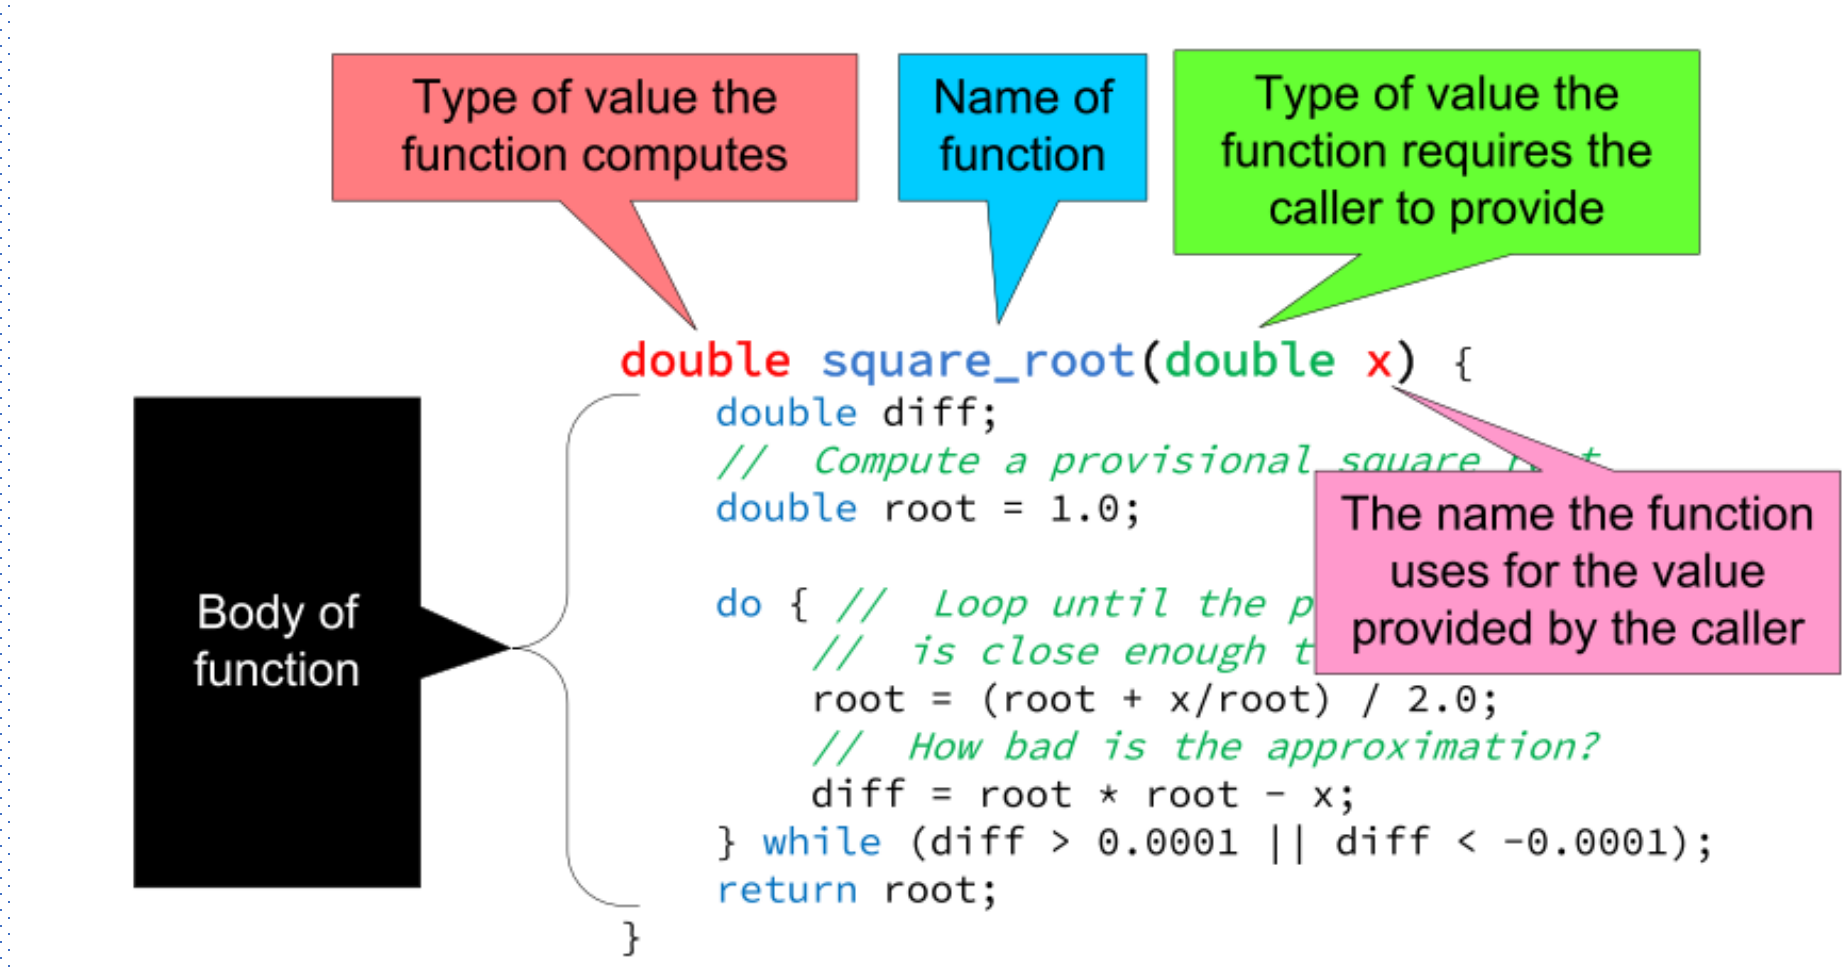 Type of value the
function computes
Name of
function
Type of value the
function requires the
caller to provide
double square_root(double x) {
double diff;
// Compute a provisional square
double root = 1.0;
do { // Loop until the
// is close enough
root = (root + x/root) / 2.0;
// How bad is the approximation?
diff = root * root - x;
} while (diff > 0.0001 || diff < -0.0001);
return root;
}
The name the function
uses for the value
provided by the caller
Body of
function